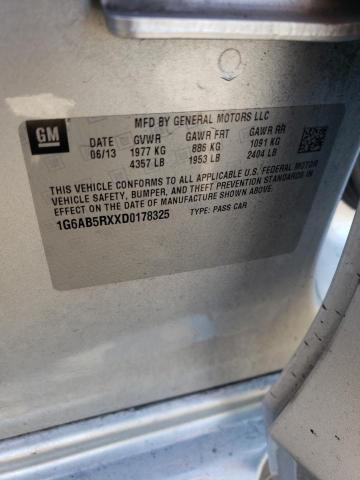 MFD BY GENERAL MOTORS LLC
GM
DATE GVWR GAWR FRT GAWR RR
06/13 1977 KG 886 KG 1091 KG
4357 LB 1953 LB 2404 LB
THIS VEHICLE CONFORMS TO ALL APPLICABLE U.S. FEDERAL MOTOR
VEHICLE SAFETY, BUMPER, AND THEFT PREVENTION STANDARDS
IN EFFECT ON THE DATE OF MANUFACTURE SHOWN ABOVE.
1G6AB5RXXD0178325 TYPE: PASS CAR